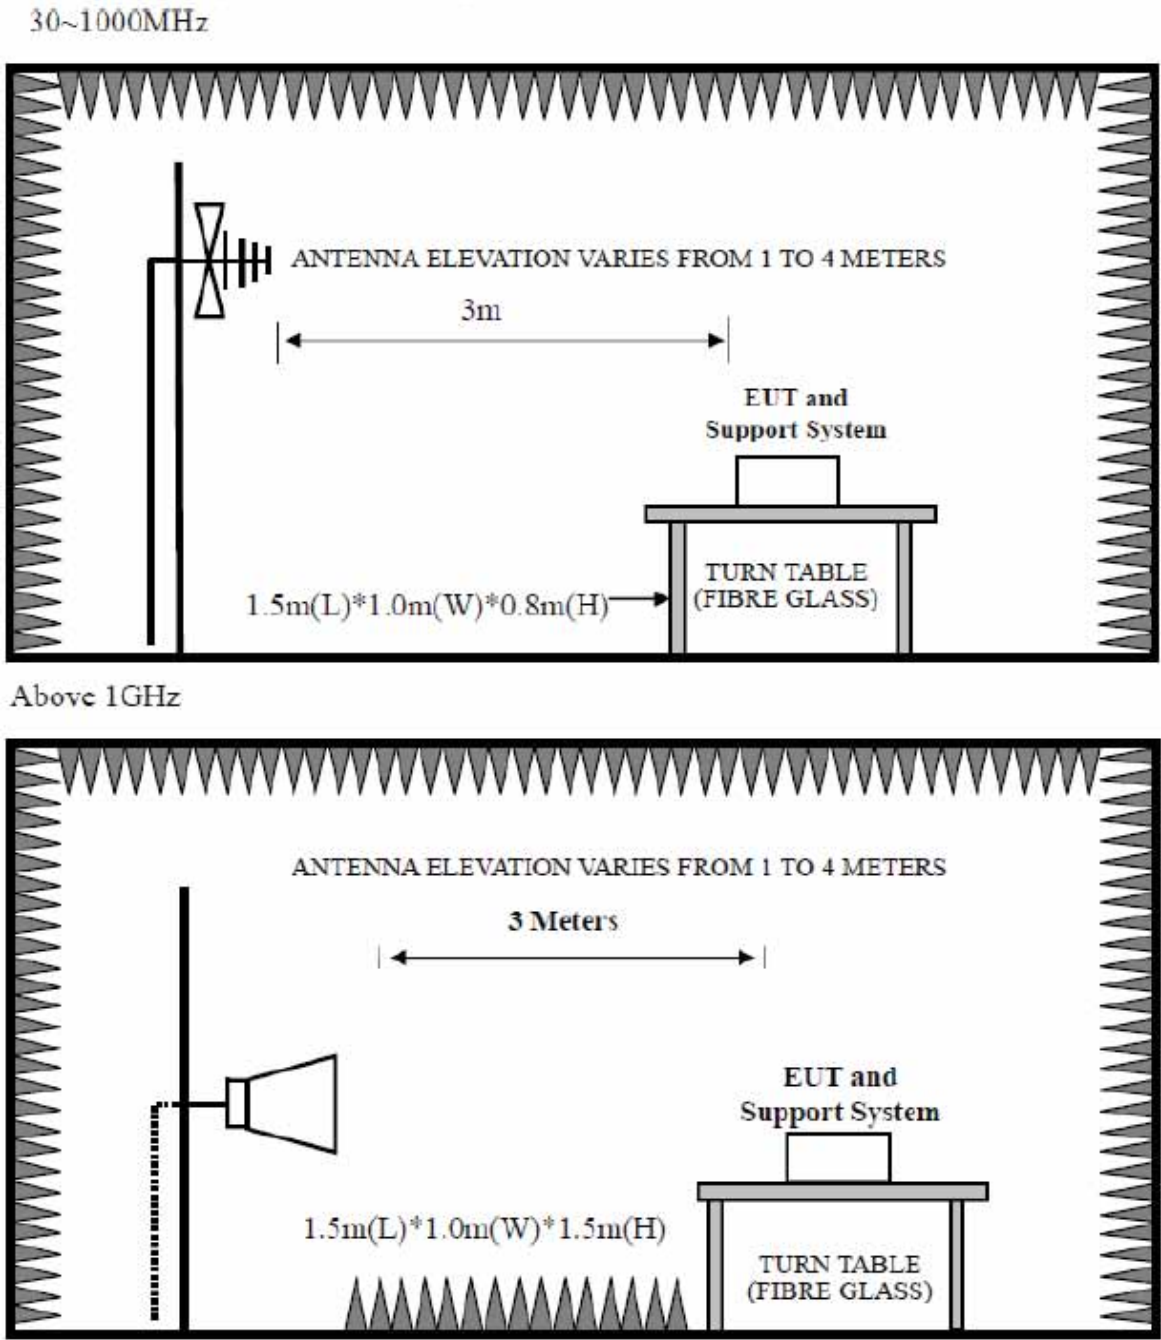 30~1000MHz
ANTENNA ELEVATION VARIES FROM 1 TO 4 METERS
3m
EUT and
Support System
TURN TABLE
(FIBRE GLASS)
1.5m(L)*1.0m(W)*0.8m(H)
Above 1GHz
ANTENNA ELEVATION VARIES FROM 1 TO 4 METERS
3 Meters
EUT and
Support System
1.5m(L)*1.0m(W)*1.5m(H)
TURN TABLE
(FIBRE GLASS)